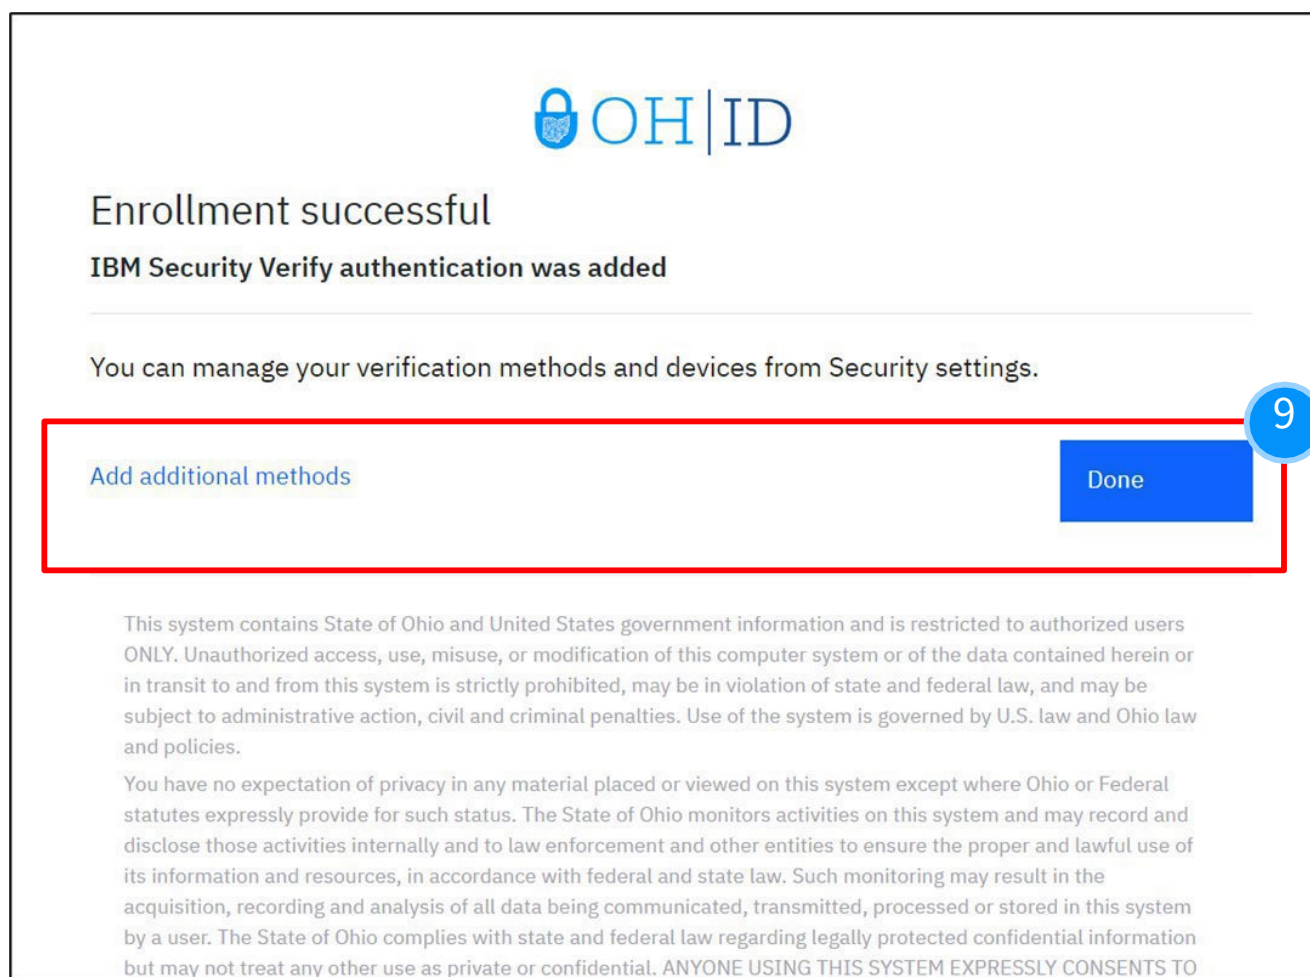 OH|ID
Enrollment successful
IBM Security Verify authentication was added
You can manage your verification methods and devices from Security settings.
9
Add additional methods
Done
This system contains State of Ohio and United States government information and is restricted to authorized users
ONLY. Unauthorized access, use, misuse, or modification of this computer system or of the data contained herein or
in transit to and from this system is strictly prohibited, may be in violation of state and federal law, and may be
subject to administrative action, civil and criminal penalties. Use of the system is governed by U.S. law and Ohio law
and policies.
You have no expectation of privacy in any material placed or viewed on this system except where Ohio or Federal
statutes expressly provide for such status. The State of Ohio monitors activities on this system and may record and
disclose those activities internally and to law enforcement and other entities to ensure the proper and lawful use of
its information and resources, in accordance with federal and state law. Such monitoring may result in the
acquisition, recording and analysis of all data being communicated, transmitted, processed or stored in this system
by a user. The State of Ohio complies with state and federal law regarding legally protected confidential information
but may not treat any other use as private or confidential. ANYONE USING THIS SYSTEM EXPRESSLY CONSENTS TO